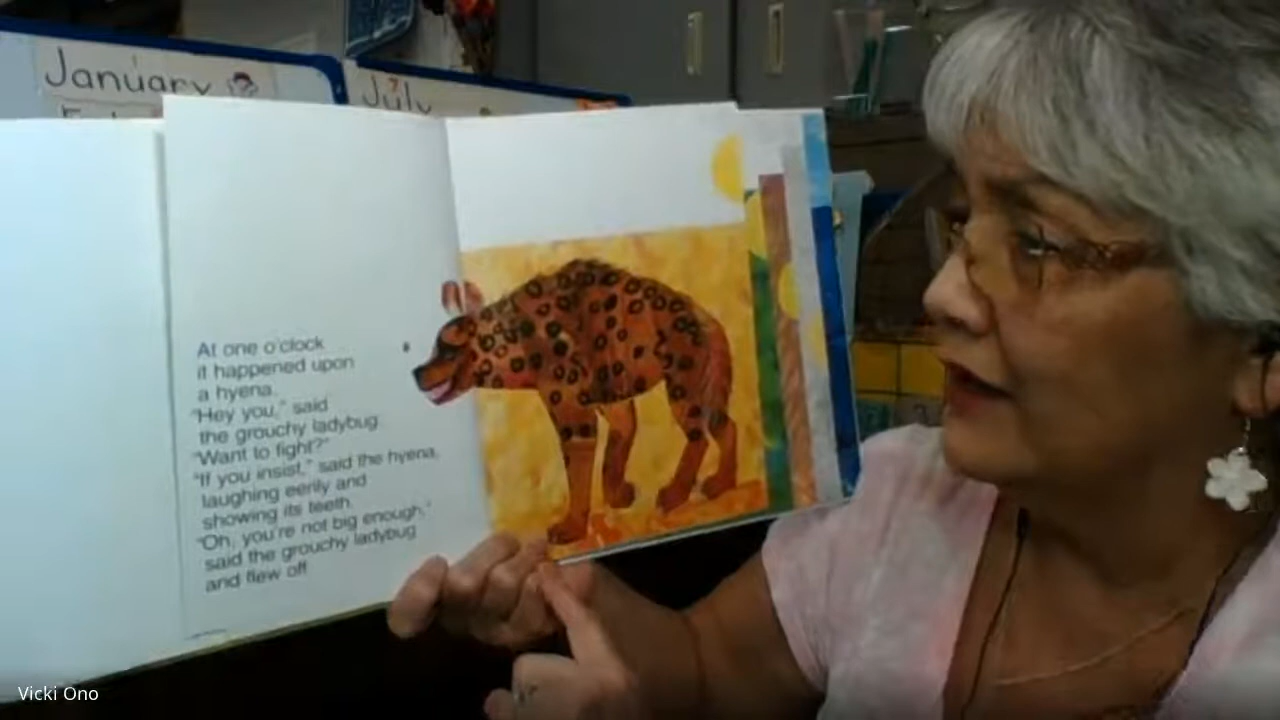 January
July
At one o'clock
it happened upon
a hyena.
"Hey you," said
the grouchy ladybug.
"Want to fight?"
"If you insist," said the hyena,
laughing eerily and
showing its teeth.
"Oh, you're not big enough,"
said the grouchy ladybug
and flew off.
Vicki Ono